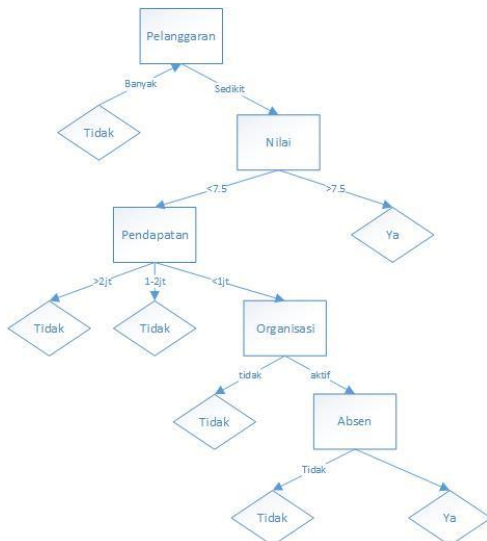 Pelanggaran
Banyak
Sedikit
Tidak
Nilai
<7.5
>7.5
Pendapatan
Ya
>2jt
1-2jt
<1jt
Tidak
Tidak
Organisasi
tidak
aktif
Tidak
Absen
Tidak
Tidak
Ya